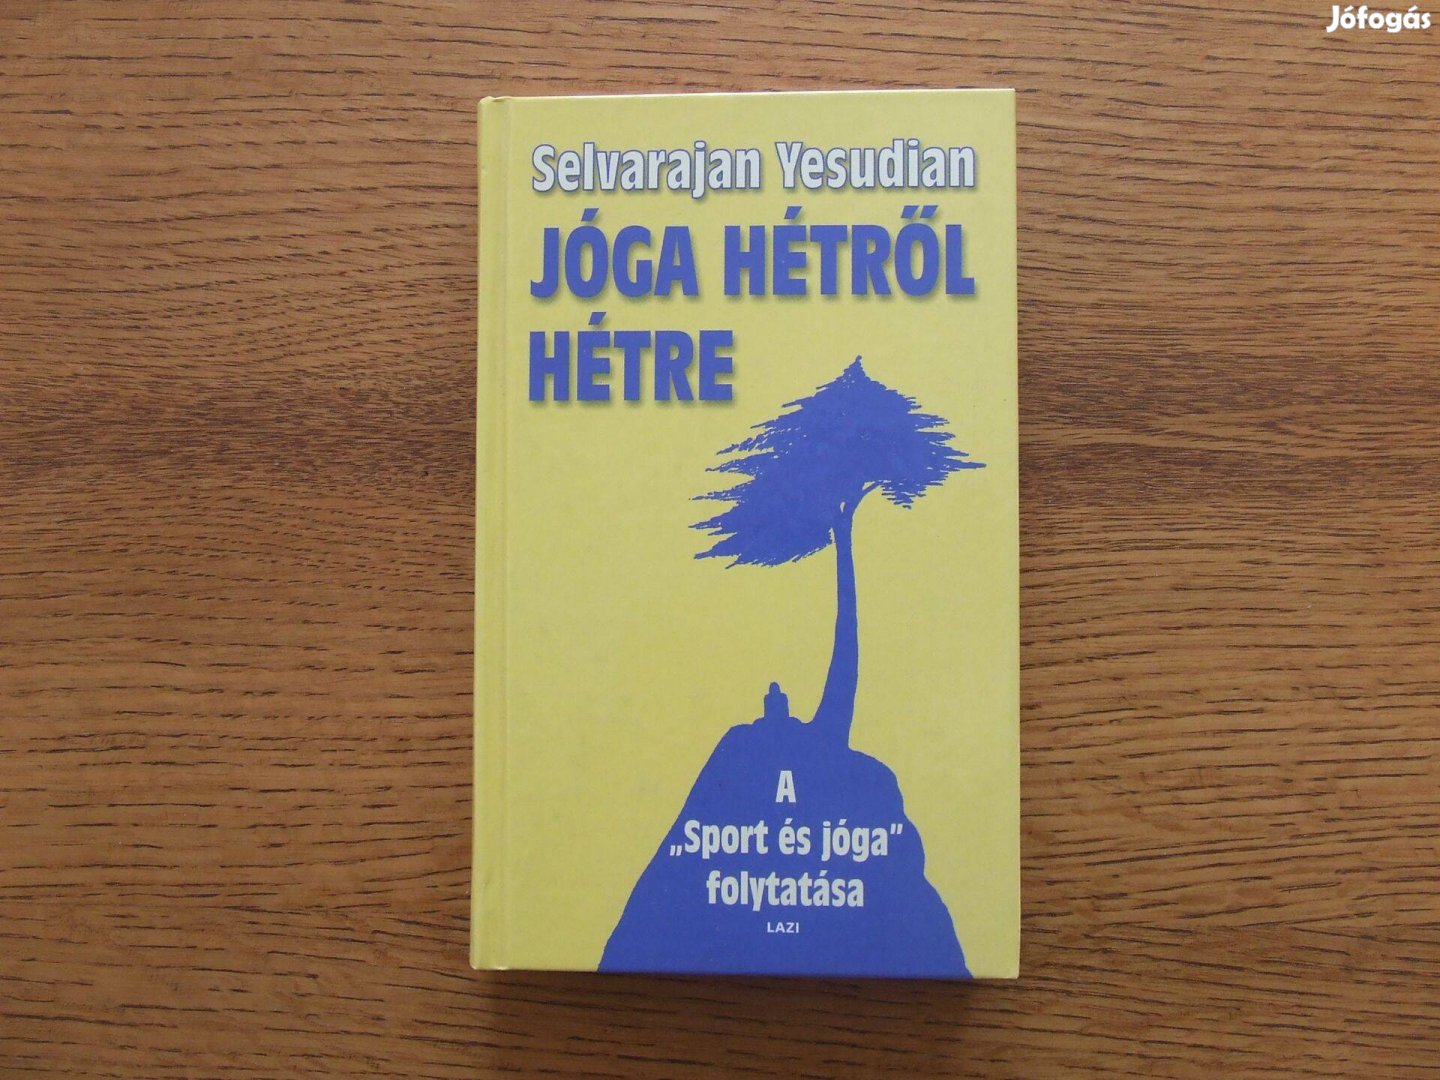 Jófogás
Selvarajan Yesudian
JÓGA HÉTRŐL
HÉTRE
A
„Sport és jóga”
folytatása
LAZI